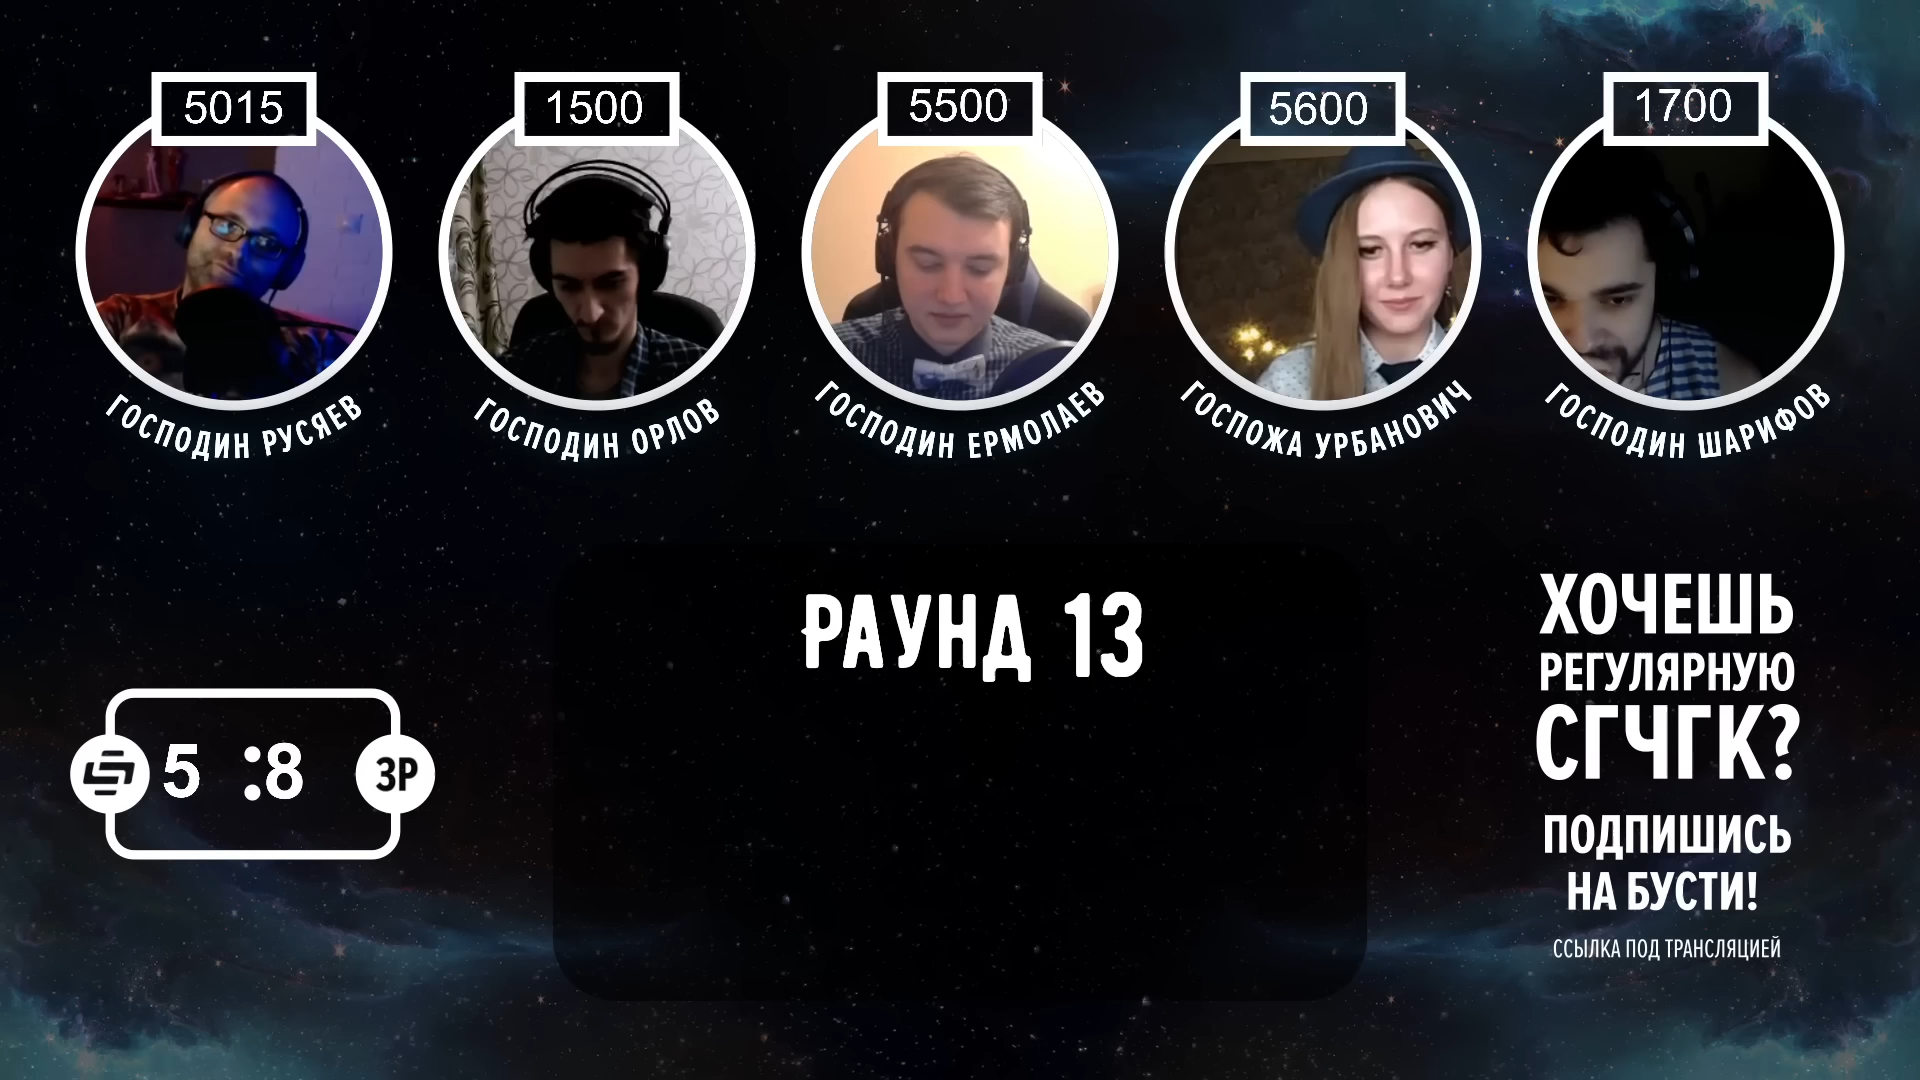 5015
1500
5500
5600
1700
ГОСПОДИН РУСЯЕВ
ГОСПОДИН ОРЛОВ
ГОСПОДИН ЕРМОЛАЕВ
ГОСПОЖА УРБАНОВИЧ
ГОСПОДИН ШАРИФОВ
РАУНД 13
5 :8
ЗР
ХОЧЕШЬ
РЕГУЛЯРНУЮ
СГЧГК?
ПОДПИШИСЬ
НА БУСТИ!
ССЫЛКА ПОД ТРАНСЛЯЦИЕЙ